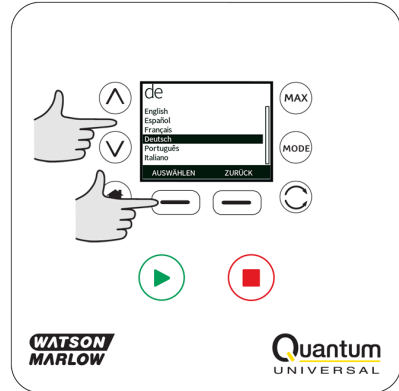 de
English
Español
Français
Deutsch
Português
Italiano
AUSWÄHLEN ZURÜCK
MAX
MODE
WATSON
MARLOW
Quantum
UNIVERSAL